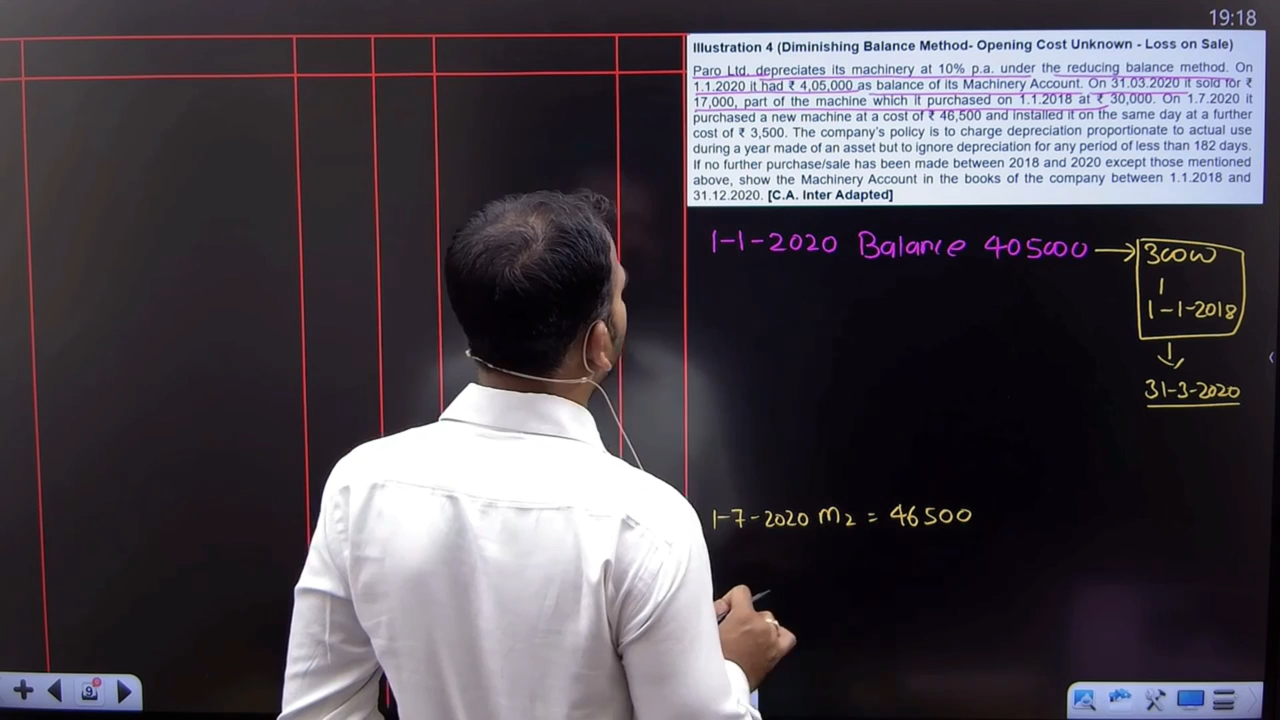 19:18
Illustration 4 (Diminishing Balance Method- Opening Cost Unknown - Loss on Sale)
Paro Ltd. depreciates its machinery at 10% p.a. under the reducing balance method. On
1.1.2020 it had ₹ 4,05,000 as balance of its Machinery Account. On 31.03.2020 it sold for ₹
17,000, part of the machine which it purchased on 1.1.2018 at ₹ 30,000. On 1.7.2020 it
purchased a new machine at a cost of ₹ 46,500 and installed it on the same day at a further
cost of ₹ 3,500. The company's policy is to charge depreciation proportionate to actual use
during a year made of an asset but to ignore depreciation for any period of less than 182 days.
If no further purchase/sale has been made between 2018 and 2020 except those mentioned
above, show the Machinery Account in the books of the company between 1.1.2018 and
31.12.2020. [C.A. Inter Adapted]
1-1-2020 Balance 405000 → 30000
1-1-2018
31-3-2020
1-7-2020 M2 = 46500
9